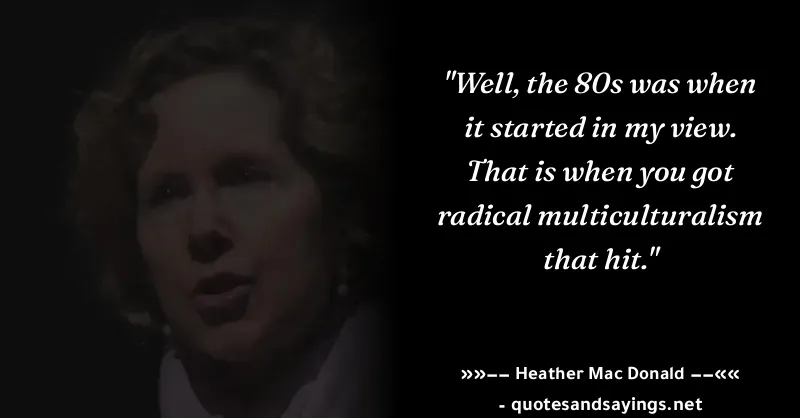 "Well, the 80s was when
it started in my view.
That is when you got
radical multiculturalism
that hit."
»»–– Heather Mac Donald ––««
- quotesandsayings.net